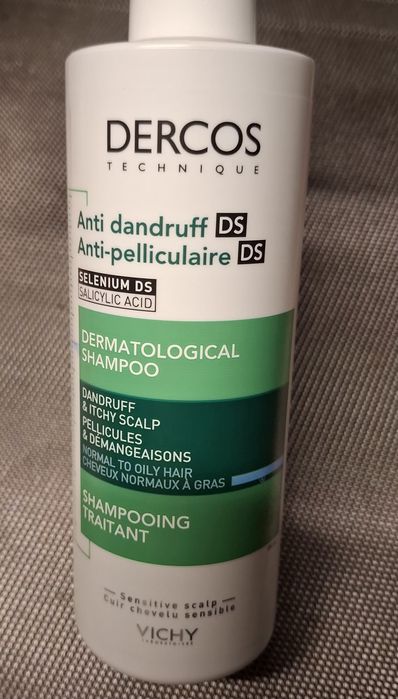 DERCOS
TECHNIQUE
Anti dandruff DS
Anti-pelliculaire DS
SELENIUM DS
SALICYLIC ACID
DERMATOLOGICAL
SHAMPOO
DANDRUFF
& ITCHY SCALP
PELLICULES
& DÉMANGEAISONS
NORMAL TO OILY HAIR
CHEVEUX NORMAUX À GRAS
SHAMPOOING
TRAITANT
Sensitive scalp
Cuir chevelu sensible
VICHY
LABORATOIRES